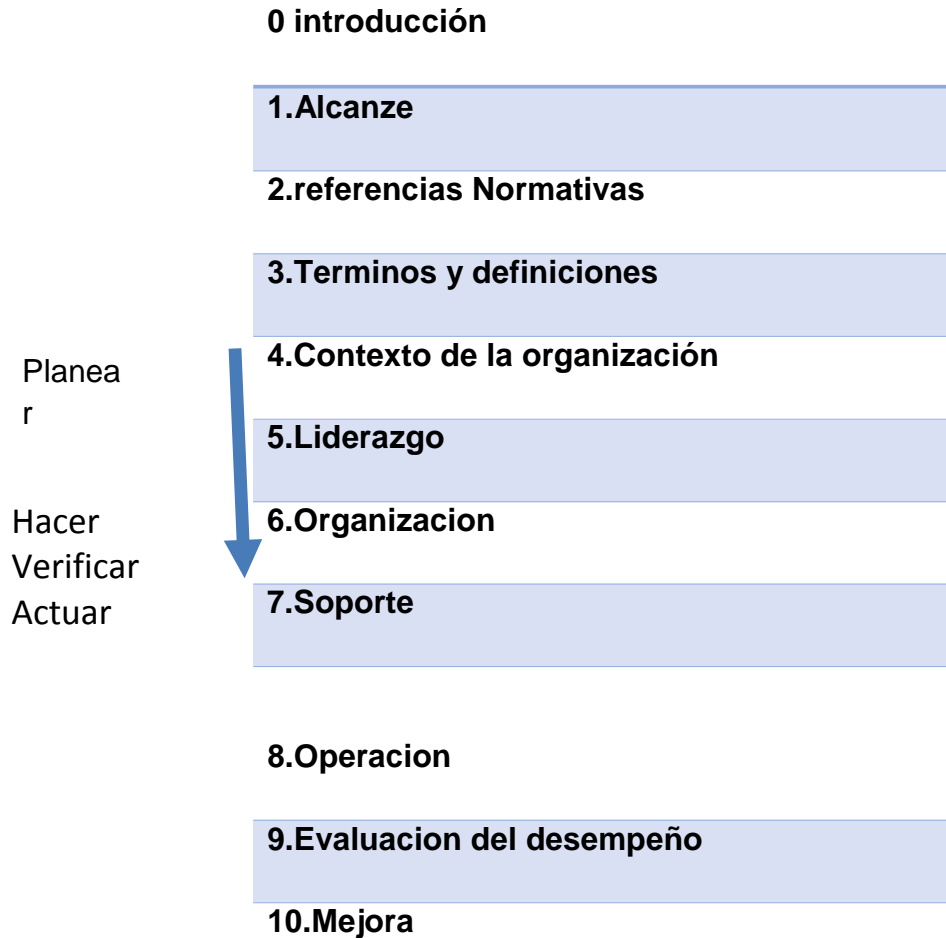 0 introducción
1.Alcanze
2.referencias Normativas
3.Terminos y definiciones
4.Contexto de la organización
Planea
r
5.Liderazgo
6.Organizacion
Hacer
Verificar
Actuar
7.Soporte
8.Operacion
9.Evaluacion del desempeño
10.Mejora